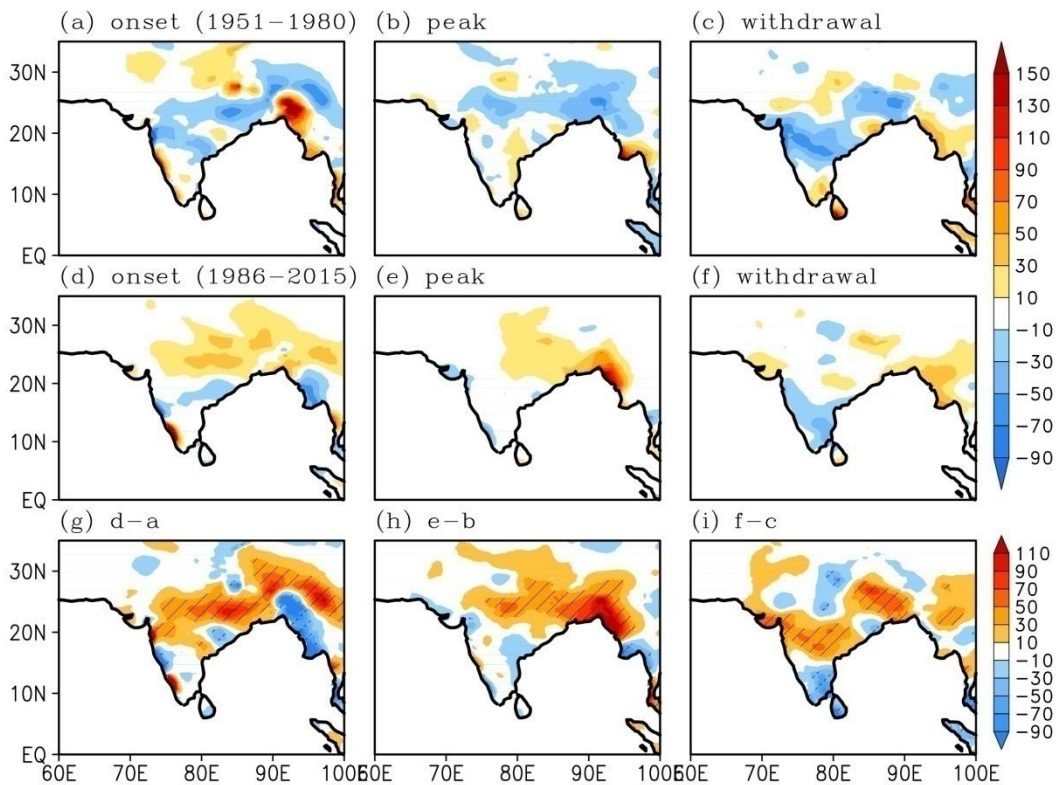 (a) onset (1951−1980)
(b) peak
(c) withdrawal
30N
20N
10N
EQ
150
130
110
90
70
50
30
10
−10
−30
−50
−70
−90
(d) onset (1986−2015)
(e) peak
(f) withdrawal
30N
20N
10N
EQ
(g) d−a
(h) e−b
(i) f−c
30N
20N
10N
EQ
110
90
70
50
30
10
−10
−30
−50
−70
−90
60E 70E 80E 90E 100E
60E 70E 80E 90E 100E
60E 70E 80E 90E 100E